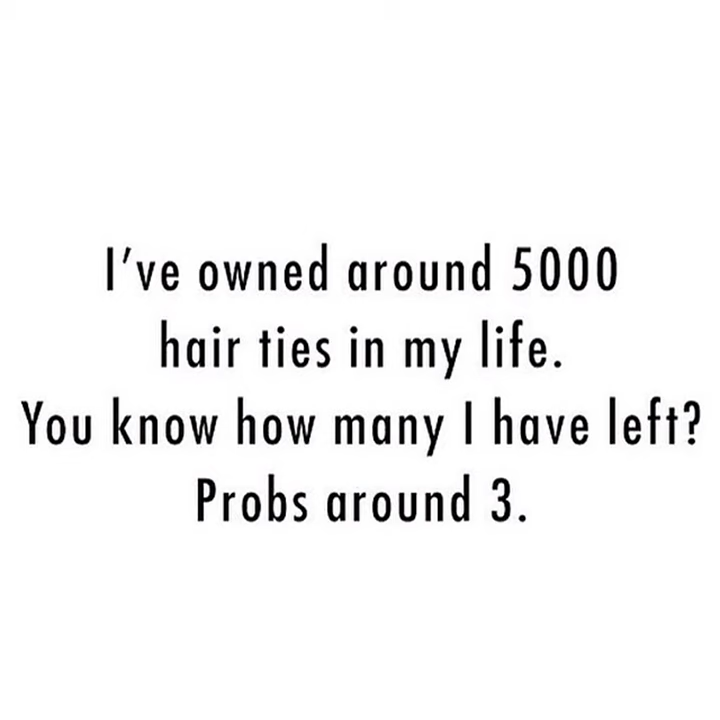 I've owned around 5000
hair ties in my life.
You know how many I have left?
Probs around 3.